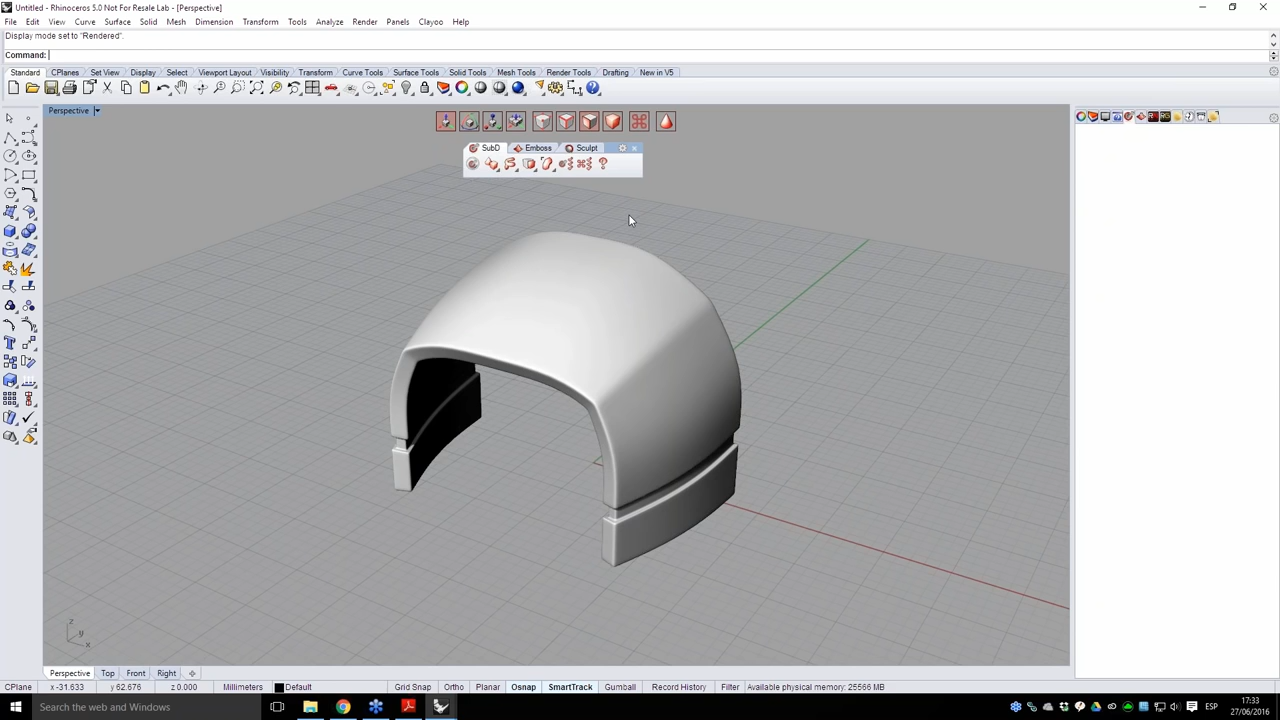 Untitled - Rhinoceros 5.0 Not For Resale Lab - [Perspective]
File Edit View Curve Surface Solid Mesh Dimension Transform Tools Analyze Render Panels Clayoo Help
Display mode set to "Rendered".
Command:
Standard CPlanes Set View Display Select Viewport Layout Visibility Transform Curve Tools Surface Tools Solid Tools Mesh Tools Render Tools Drafting New in V5
Perspective
SubD Emboss Sculpt
z
y
x
Perspective Top Front Right
CPlane x -31.633 y 62.676 z 0.000 Millimeters Default Grid Snap Ortho Planar Osnap SmartTrack Gumball Record History Filter Available physical memory: 25566 MB
Search the web and Windows
ESP
17:33
27/06/2016